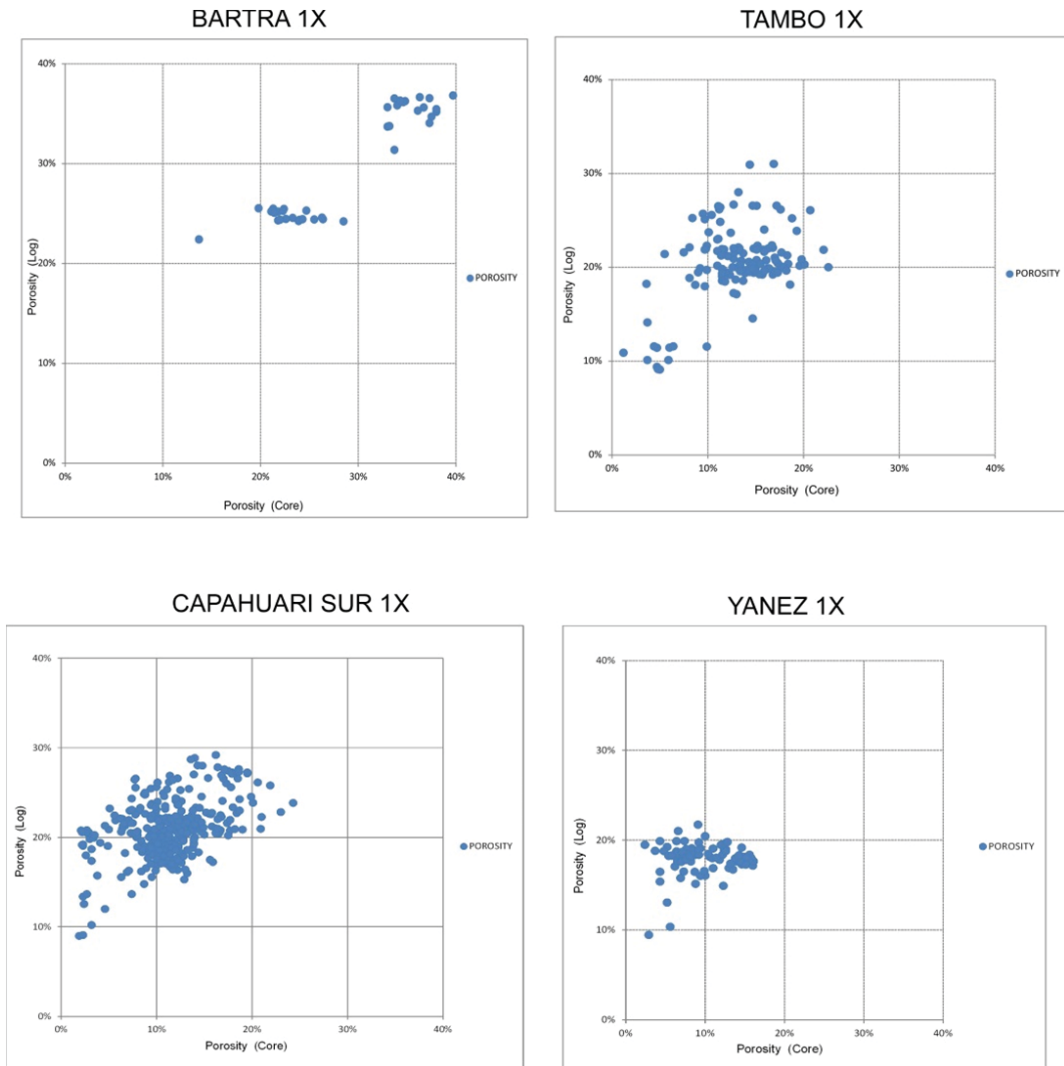 BARTRA 1X
40%
30%
20%
10%
0%
0%
10%
20%
30%
40%
Porosity (Log)
Porosity (Core)
POROSITY
TAMBO 1X
40%
30%
20%
10%
0%
0%
10%
20%
30%
40%
Porosity (Log)
Porosity (Core)
POROSITY
CAPAHUARI SUR 1X
40%
30%
20%
10%
0%
0%
10%
20%
30%
40%
Porosity (Log)
Porosity (Core)
POROSITY
YANEZ 1X
40%
30%
20%
10%
0%
0%
10%
20%
30%
40%
Porosity (Log)
Porosity (Core)
POROSITY